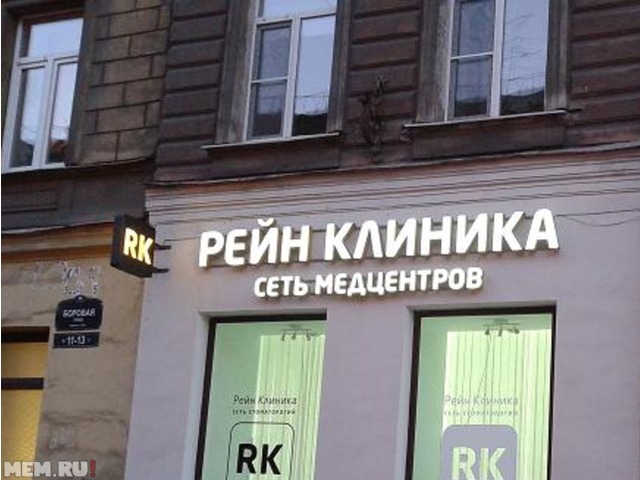 РЕЙН КЛИНИКА
СЕТЬ МЕДЦЕНТРОВ
RK
БОРОВАЯ
11-13
Рейн Клиника
сеть стоматологий
RK
Рейн Клиника
сеть стоматологий
RK
MEM.RU!